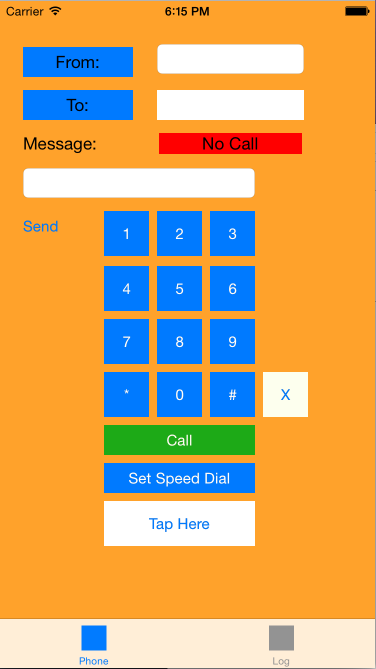 Carrier 6:15 PM
From:
To:
Message: No Call
Send
1 2 3
4 5 6
7 8 9
* 0 # X
Call
Set Speed Dial
Tap Here
Phone Log